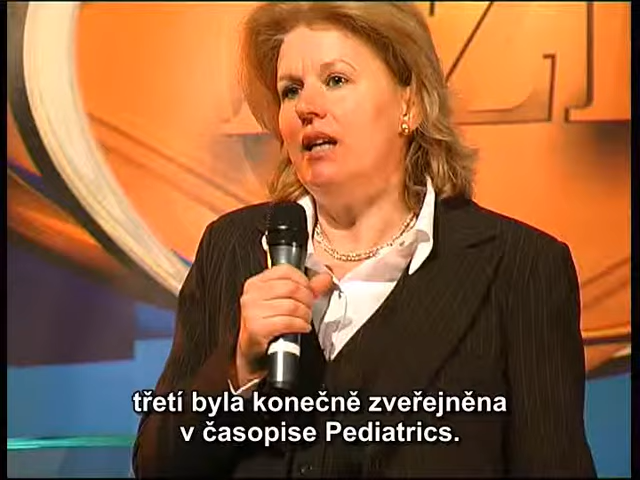 třetí byla konečně zveřejněna
v časopise Pediatrics.